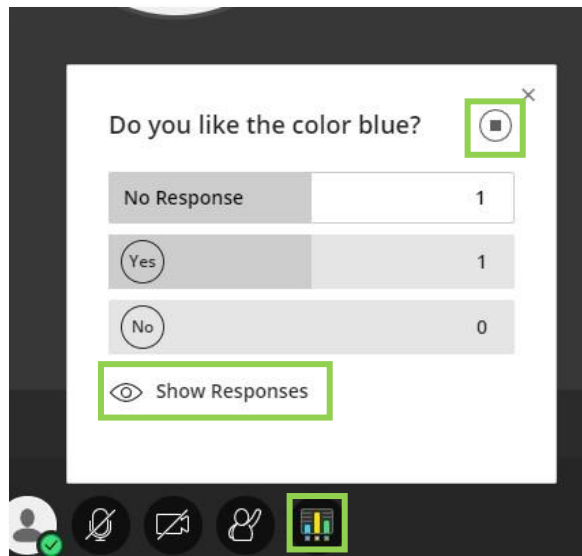 Do you like the color blue?
No Response 1
Yes 1
No 0
Show Responses